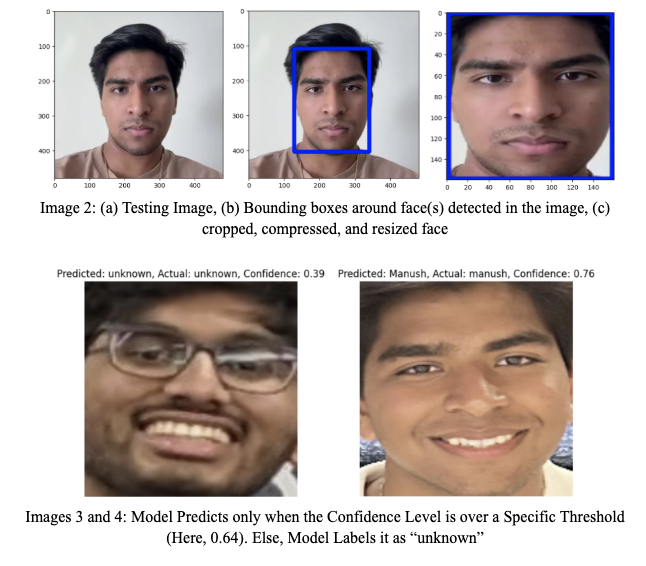 0
100
200
300
400
0 100 200 300 400
0
100
200
300
400
0 100 200 300 400
0
20
40
60
80
100
120
140
0 20 40 60 80 100 120 140
Image 2: (a) Testing Image, (b) Bounding boxes around face(s) detected in the image, (c)
cropped, compressed, and resized face
Predicted: unknown, Actual: unknown, Confidence: 0.39
Predicted: Manush, Actual: manush, Confidence: 0.76
Images 3 and 4: Model Predicts only when the Confidence Level is over a Specific Threshold
(Here, 0.64). Else, Model Labels it as “unknown”